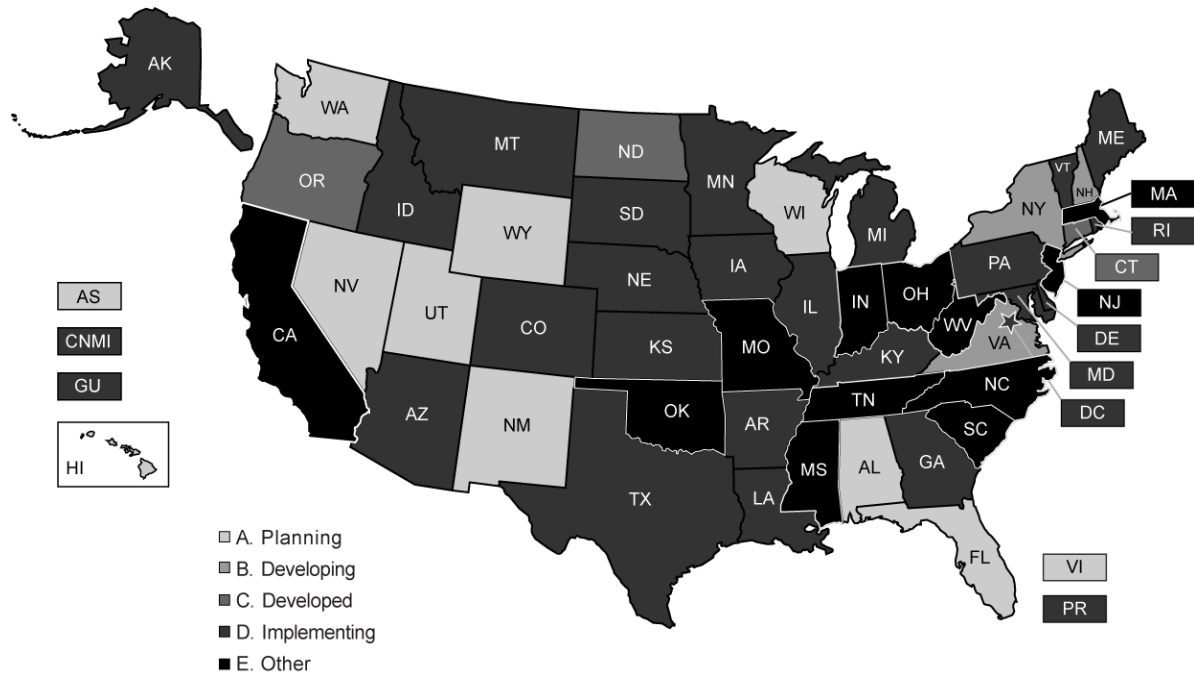 AK
WA
MT
ND
MN
ME
VT
NH
MA
OR
ID
SD
WI
NY
RI
WY
MI
CT
NE
IA
PA
NV
UT
CO
IL
IN
OH
NJ
AS
CA
KS
MO
WV
VA
DE
CNMI
KY
MD
GU
AZ
NM
OK
AR
TN
NC
DC
HI
TX
LA
MS
AL
GA
SC
FL
A. Planning
B. Developing
C. Developed
D. Implementing
E. Other
VI
PR